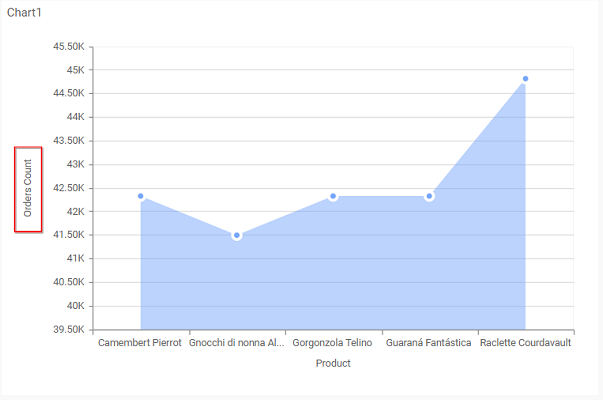 Chart1
45.50K
45K
44.50K
44K
43.50K
43K
42.50K
42K
41.50K
41K
40.50K
40K
39.50K
Orders Count
Camembert Pierrot
Gnocchi di nonna Al...
Gorgonzola Telino
Guaraná Fantástica
Raclette Courdavault
Product